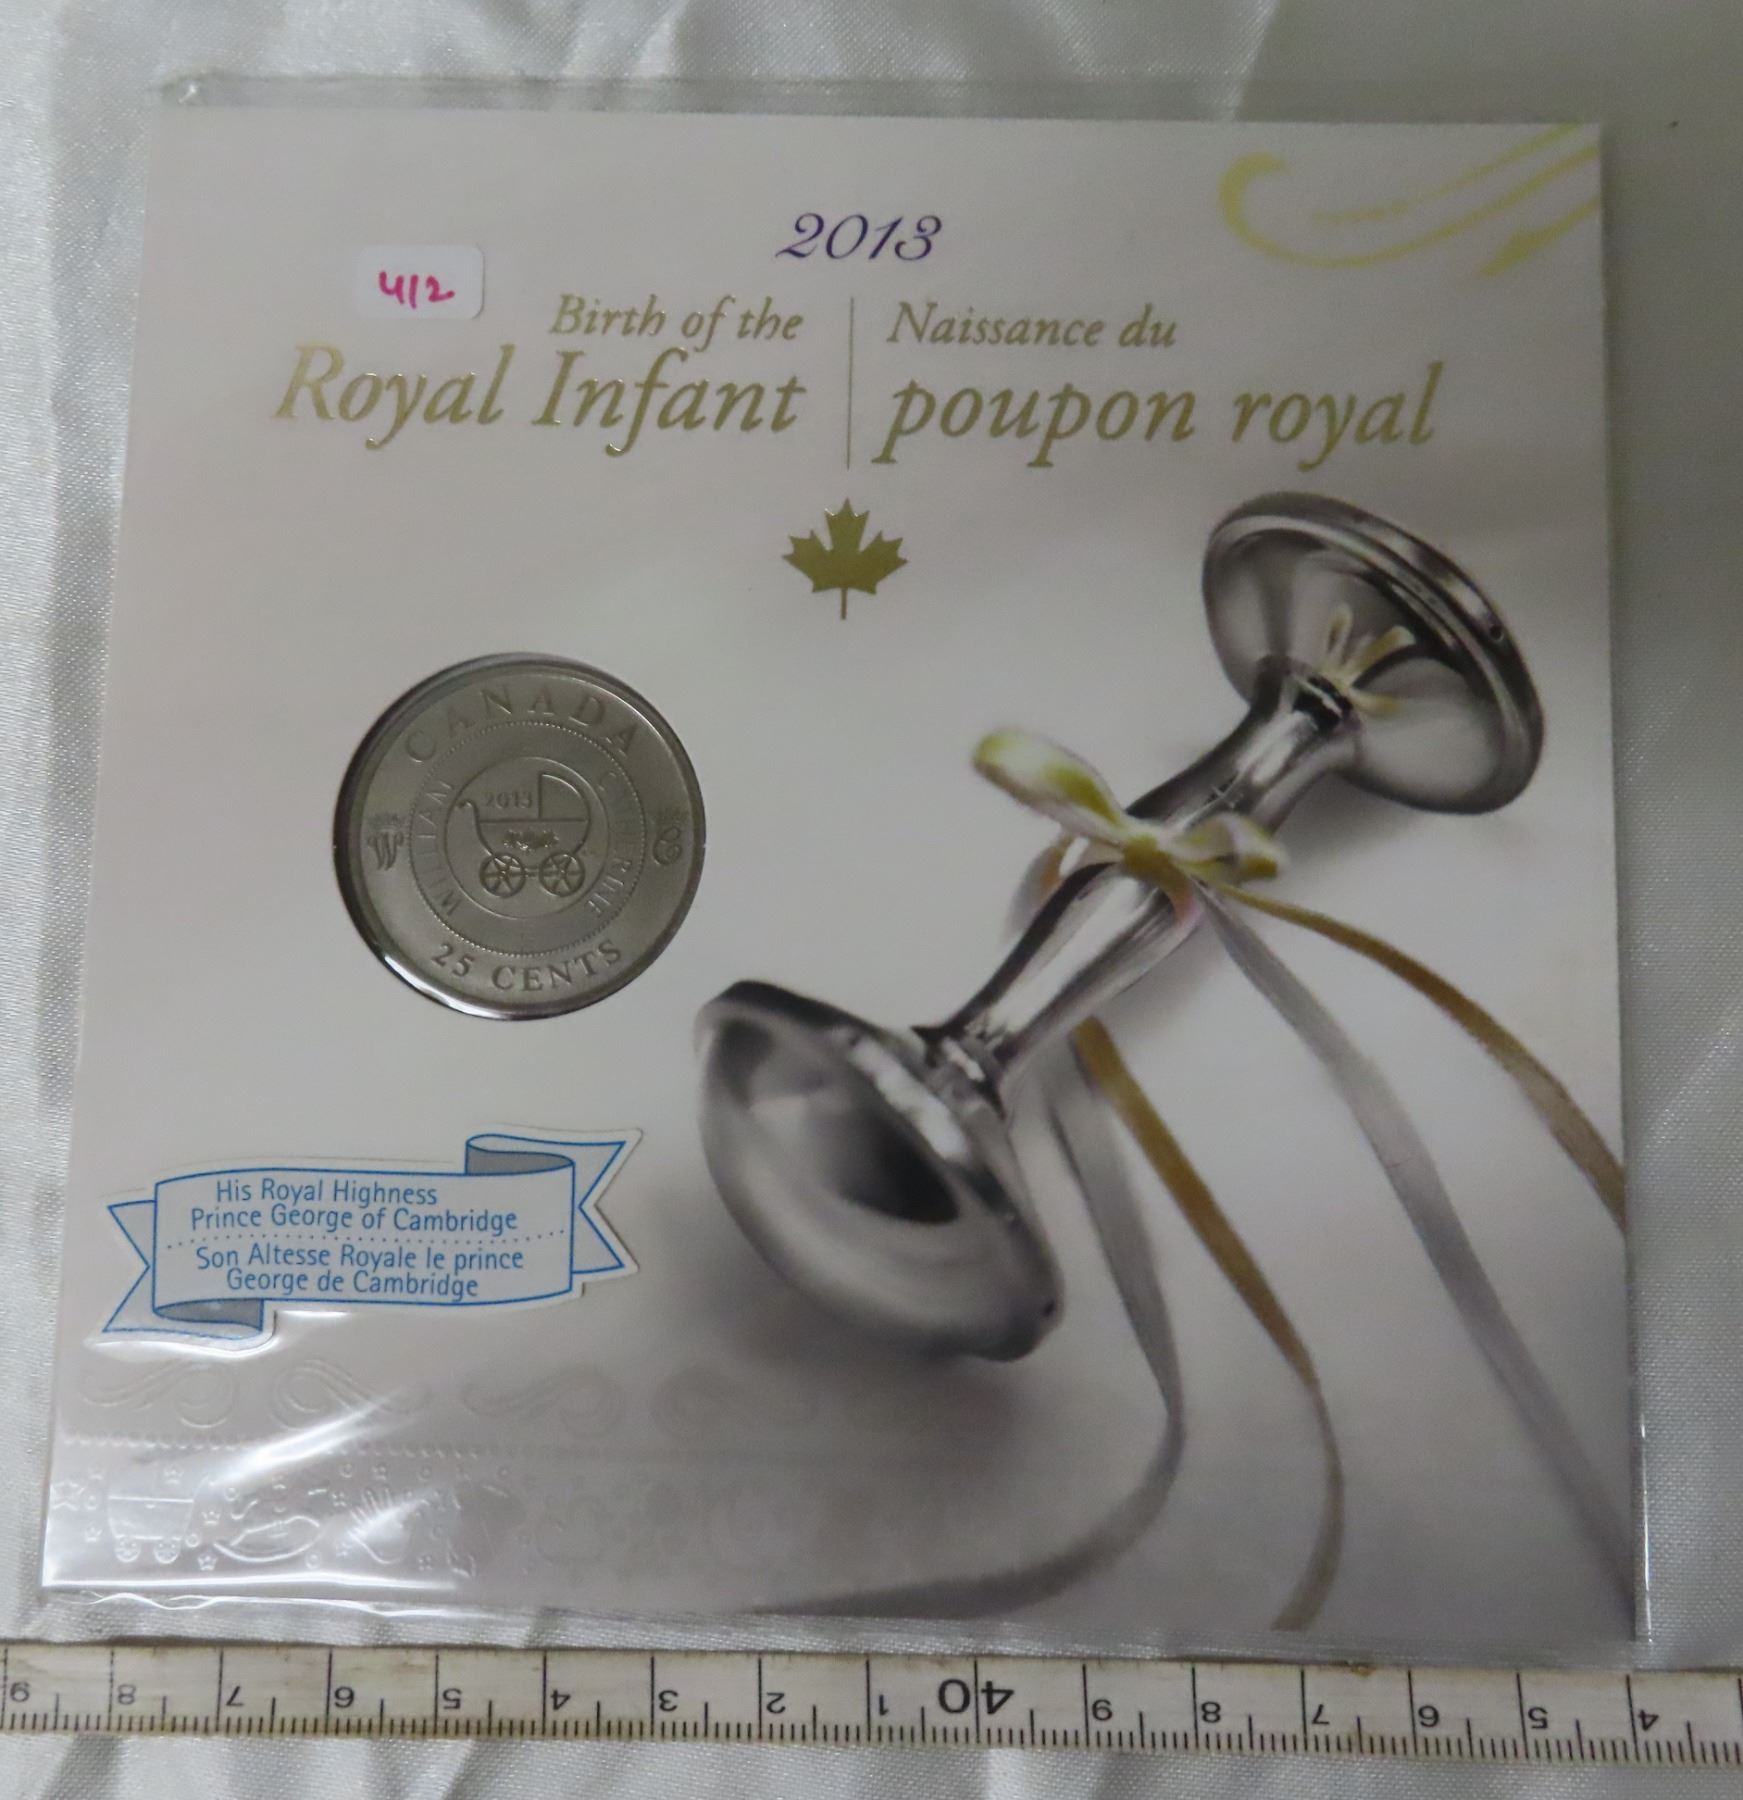 2013
412
Birth of the
Royal Infant
Naissance du
poupon royal
CANADA
2013
WILLIAM
CATHERINE
W
C
25 CENTS
His Royal Highness
Prince George of Cambridge
Son Altesse Royale le prince
George de Cambridge
9 8 7 6 5 4 3 2 1 40 9 8 7 6 5 4